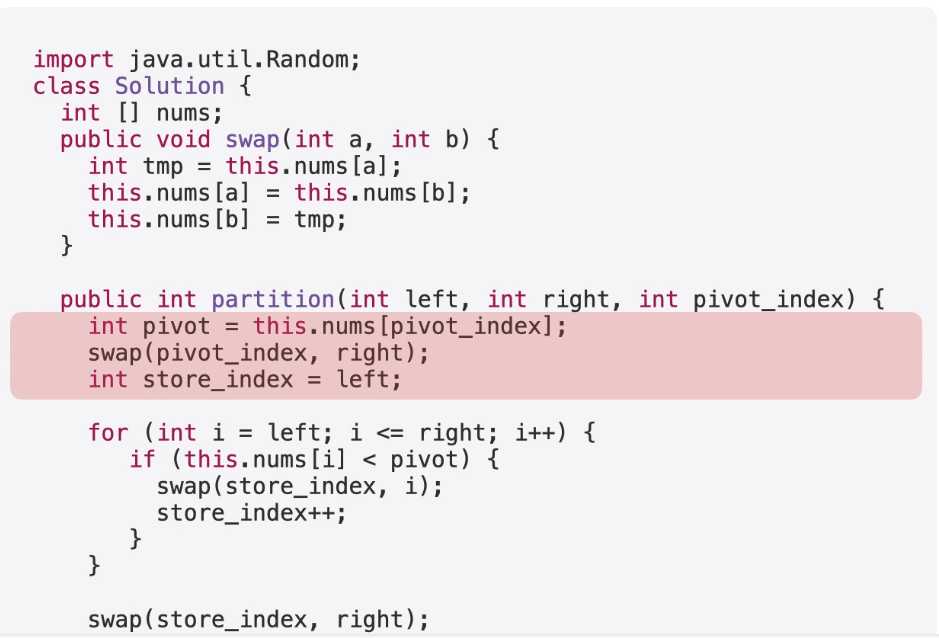 import java.util.Random;
class Solution {
  int [] nums;
  public void swap(int a, int b) {
    int tmp = this.nums[a];
    this.nums[a] = this.nums[b];
    this.nums[b] = tmp;
  }

  public int partition(int left, int right, int pivot_index) {
    int pivot = this.nums[pivot_index];
    swap(pivot_index, right);
    int store_index = left;

    for (int i = left; i <= right; i++) {
       if (this.nums[i] < pivot) {
         swap(store_index, i);
         store_index++;
       }
    }

    swap(store_index, right);